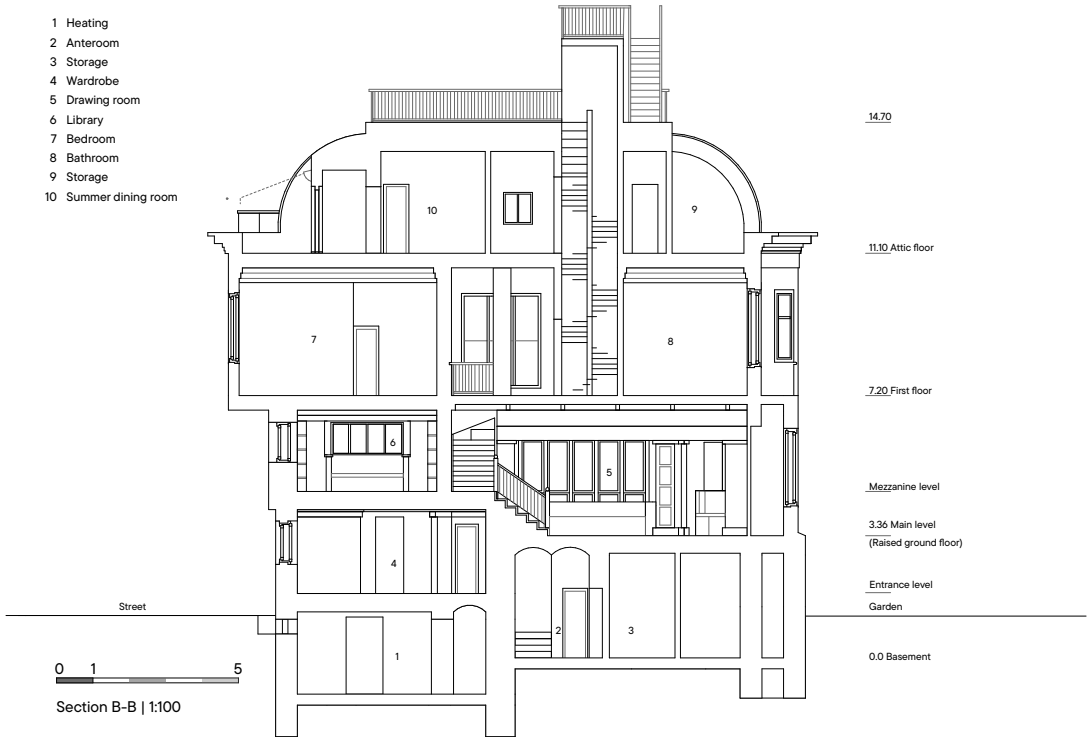 1 Heating
2 Anteroom
3 Storage
4 Wardrobe
5 Drawing room
6 Library
7 Bedroom
8 Bathroom
9 Storage
10 Summer dining room
14.70
10
9
11.10 Attic floor
7
8
7.20 First floor
6
5
Mezzanine level
3.36 Main level
(Raised ground floor)
4
Entrance level
Street
Garden
2
3
1
0.0 Basement
0 1 5
Section B-B | 1:100